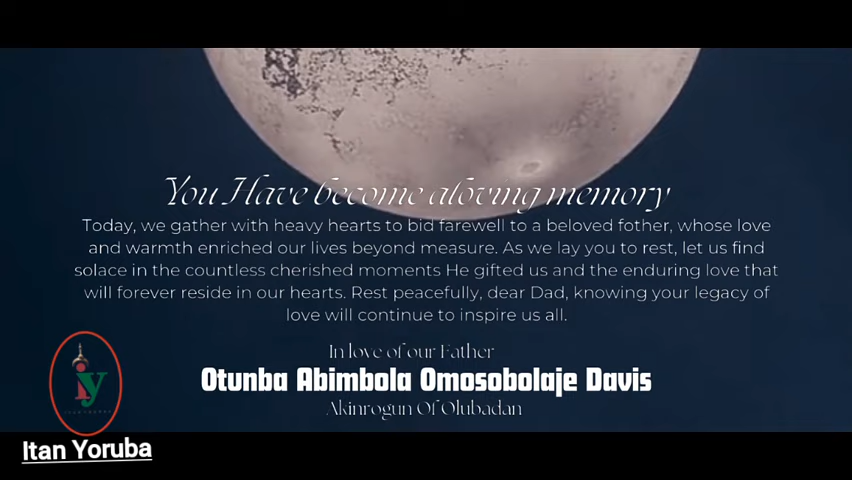 You Have become a loving memory
Today, we gather with heavy hearts to bid farewell to a beloved fother, whose love
and warmth enriched our lives beyond measure. As we lay you to rest, let us find
solace in the countless cherished moments He gifted us and the enduring love that
will forever reside in our hearts. Rest peacefully, dear Dad, knowing your legacy of
love will continue to inspire us all.
In love of our Father
Otunba Abimbola Omosobolaje Davis
Akinrogun Of Olubadan
iy
Itan Yoruba